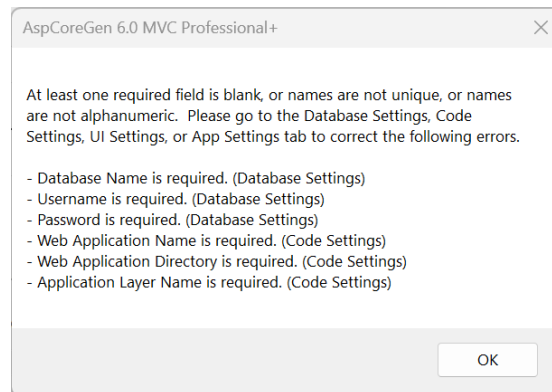 AspCoreGen 6.0 MVC Professional+
At least one required field is blank, or names are not unique, or names
are not alphanumeric.  Please go to the Database Settings, Code
Settings, UI Settings, or App Settings tab to correct the following errors.
- Database Name is required. (Database Settings)
- Username is required. (Database Settings)
- Password is required. (Database Settings)
- Web Application Name is required. (Code Settings)
- Web Application Directory is required. (Code Settings)
- Application Layer Name is required. (Code Settings)
OK